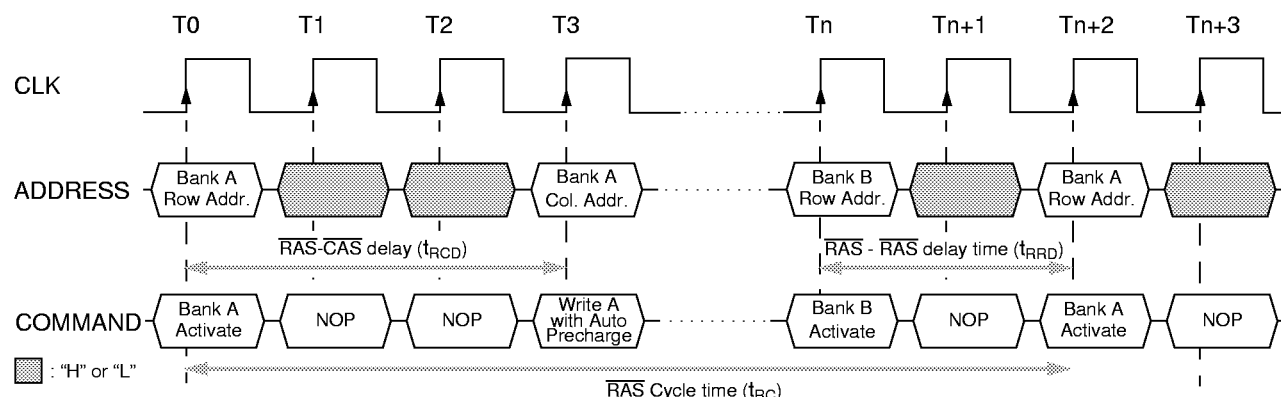 T0 T1 T2 T3 Tn Tn+1 Tn+2 Tn+3
CLK
ADDRESS
Bank A
Row Addr.
Bank A
Col. Addr.
Bank B
Row Addr.
Bank A
Row Addr.
RAS-CAS delay (tRCD)
RAS - RAS delay time (tRRD)
COMMAND
Bank A
Activate
NOP
NOP
Write A
with Auto
Precharge
Bank B
Activate
NOP
Bank A
Activate
NOP
: “H” or “L”
RAS Cycle time (tRC)